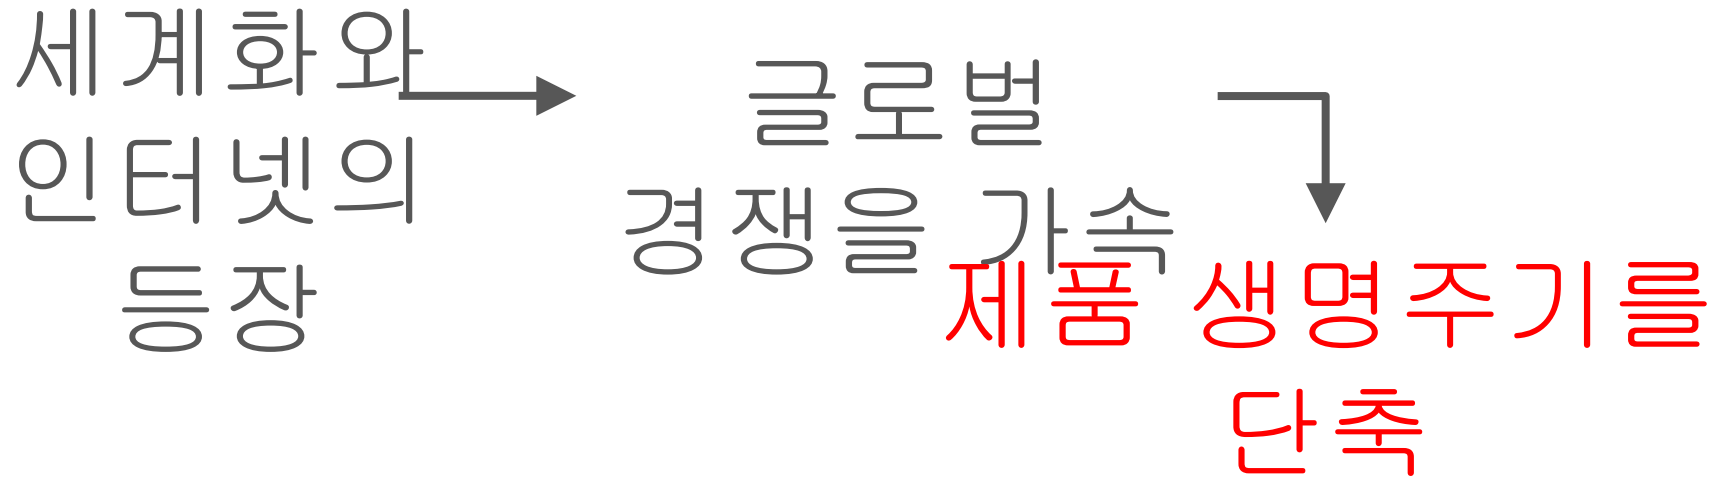 세계화와
인터넷의
등장
글로벌
경쟁을 가속
제품 생명주기를
단축